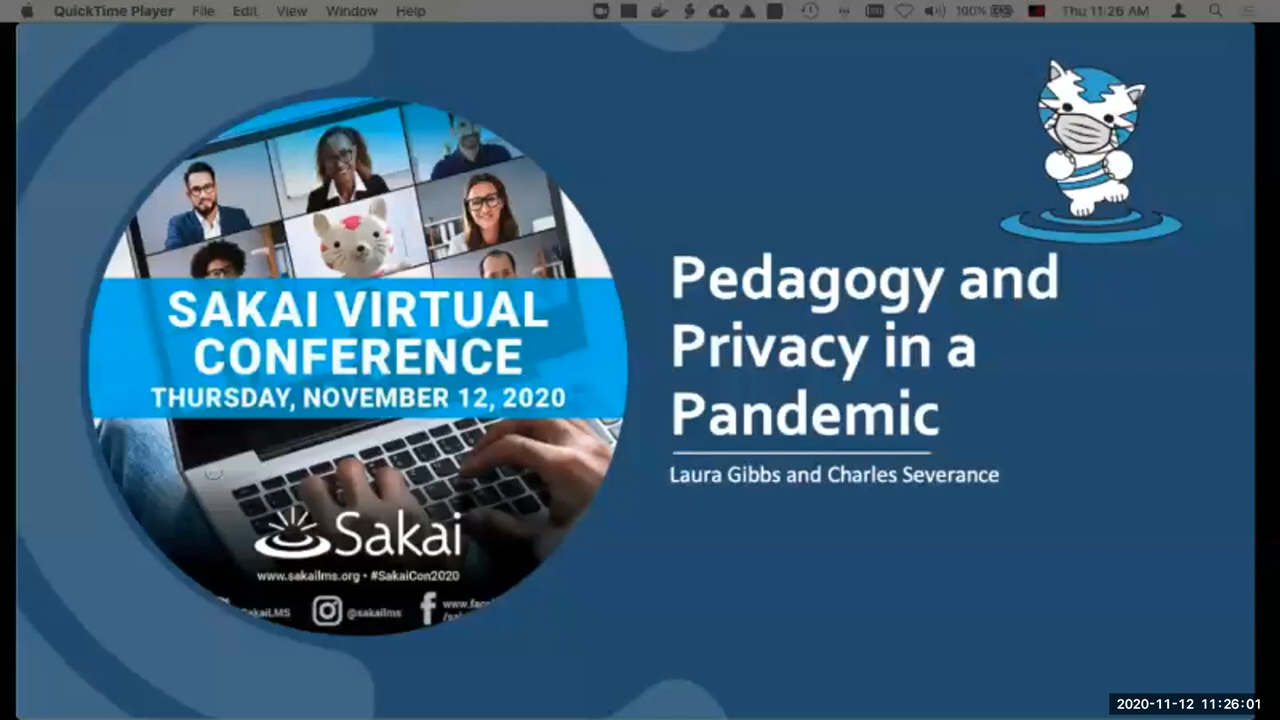 QuickTime Player File Edit View Window Help 100% Thu 11:26 AM
SAKAI VIRTUAL
CONFERENCE
THURSDAY, NOVEMBER 12, 2020
Sakai
www.sakailms.org • #SakaiCon2020
@sakailms
Pedagogy and
Privacy in a
Pandemic
Laura Gibbs and Charles Severance
2020-11-12 11:26:01